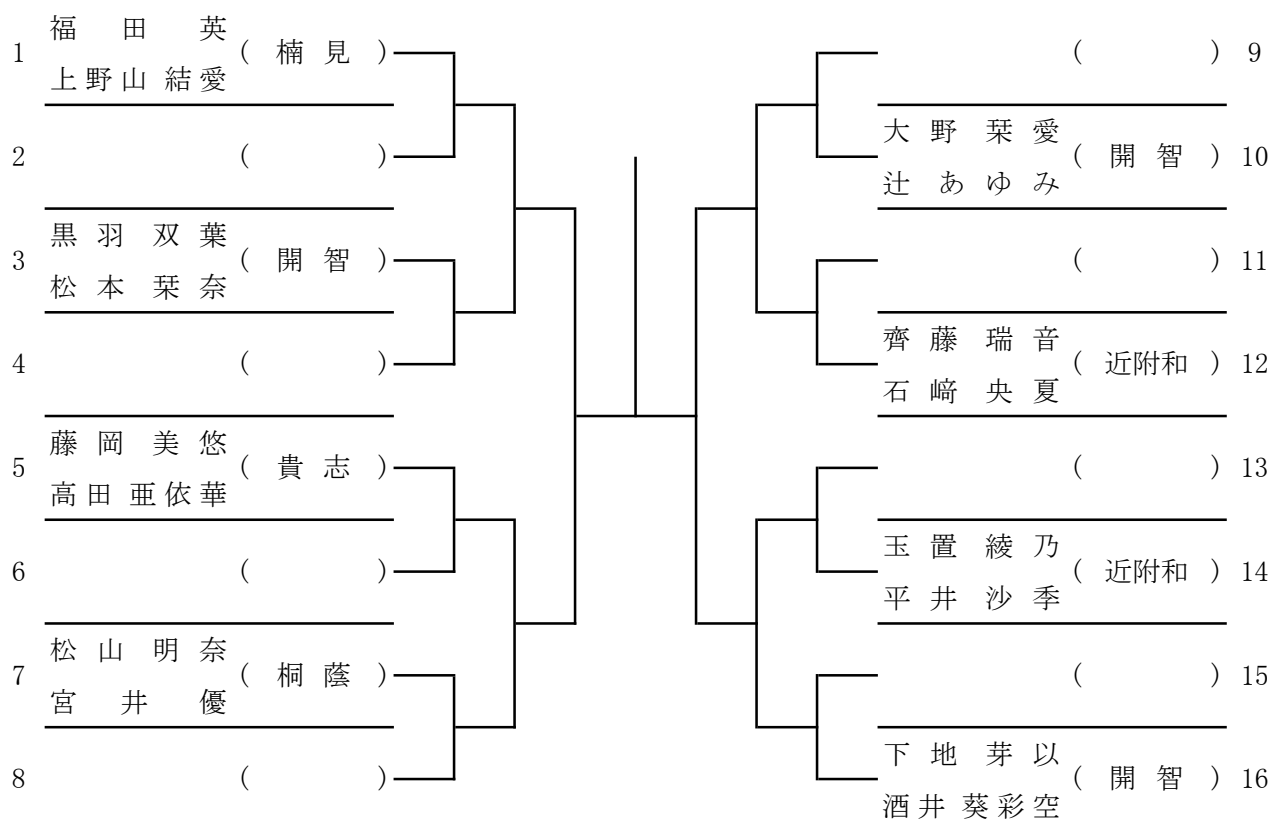 福田 英
1 (楠見)
上野山 結愛
2 ( )
黒羽 双葉
3 (開智)
松本 栞奈
4 ( )
藤岡 美悠
5 (貴志)
高田 亜依華
6 ( )
松山 明奈
7 (桐蔭)
宮井 優
8 ( )
( ) 9
大野 栞愛
(開智) 10
辻 あゆみ
( ) 11
齊藤 瑞音
(近附和) 12
石﨑 央夏
( ) 13
玉置 綾乃
(近附和) 14
平井 沙季
( ) 15
下地 芽以
(開智) 16
酒井 葵彩空